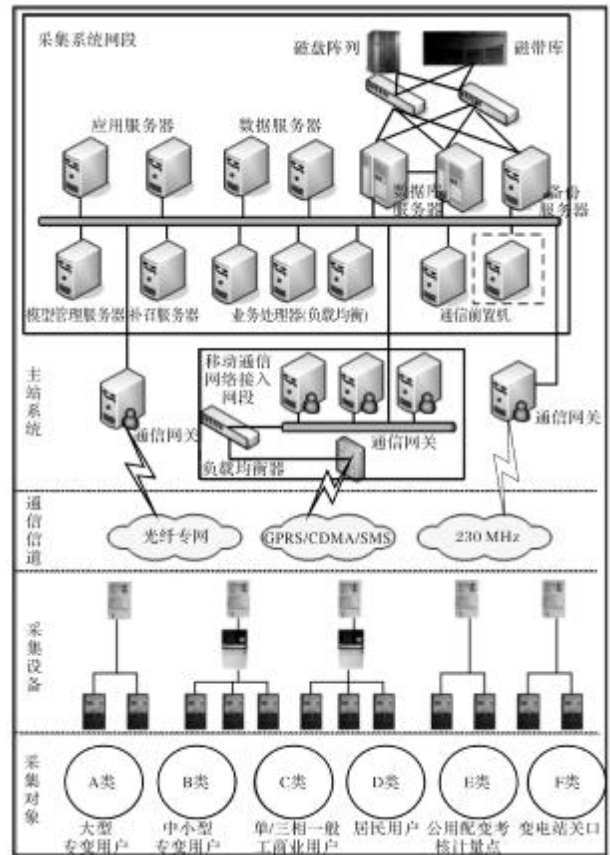 采集系统网段
磁盘阵列
磁带库
应用服务器
数据服务器
数据库
服务器
备份
服务器
模型管理服务器
补召服务器
业务处理器(负载均衡)
通信前置机
主站系统
移动通信
网络接入
网段
通信网关
通信网关
通信网关
负载均衡器
通信信道
光纤专网
GPRS/CDMA/SMS
230 MHz
采集设备
采集对象
A类
B类
C类
D类
E类
F类
大型
专变用户
中小型
专变用户
单/三相一般
工商业用户
居民用户
公用配变考
核计量点
变电站关口